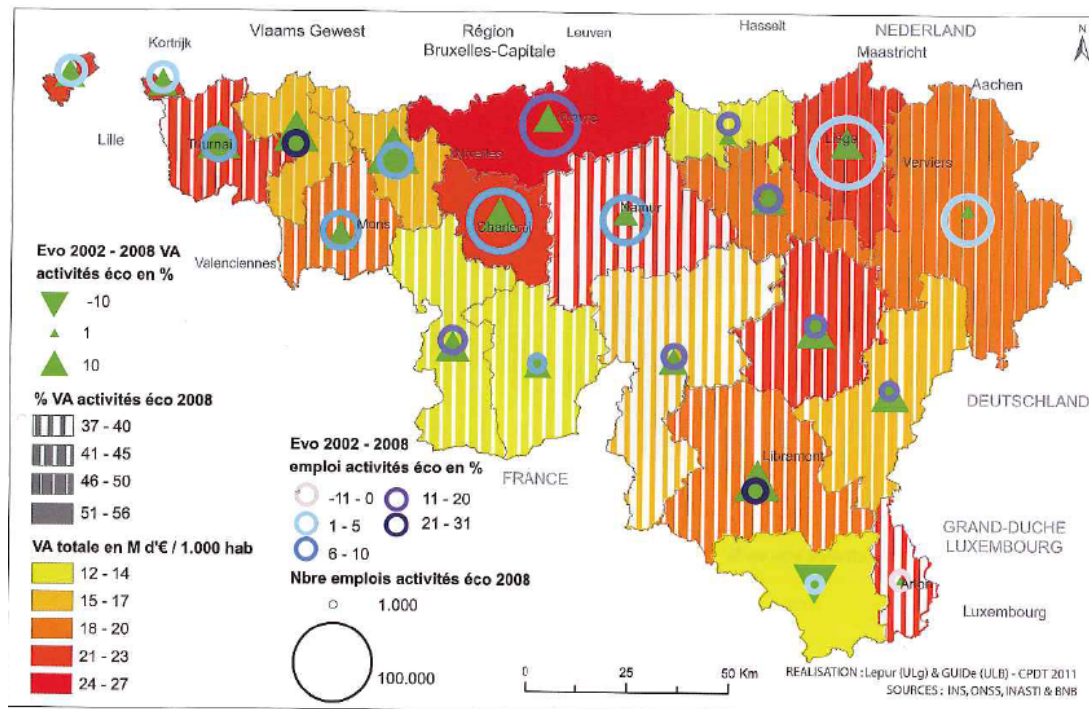 Vlaams Gewest
Région
Bruxelles-Capitale
Leuven
Hasselt
NEDERLAND
Maastricht
N
Kortrijk
Aachen
Lille
Tournai
Wavre
Nivelles
Liège
Verviers
Mons
Charleroi
Namur
Valenciennes
DEUTSCHLAND
FRANCE
Libramont
GRAND-DUCHE
LUXEMBOURG
Arlon
Luxembourg
Evo 2002 - 2008 VA
activités éco en %
-10
1
10
% VA activités éco 2008
37 - 40
41 - 45
46 - 50
51 - 56
VA totale en M d'€ / 1.000 hab
12 - 14
15 - 17
18 - 20
21 - 23
24 - 27
Evo 2002 - 2008
emploi activités éco en %
-11 - 0
1 - 5
6 - 10
11 - 20
21 - 31
Nbre emplois activités éco 2008
1.000
100.000
0 25 50 Km
REALISATION : Lepur (ULg) & GUIDe (ULB) - CPDT 2011
SOURCES : INS, ONSS, INASTI & BNB